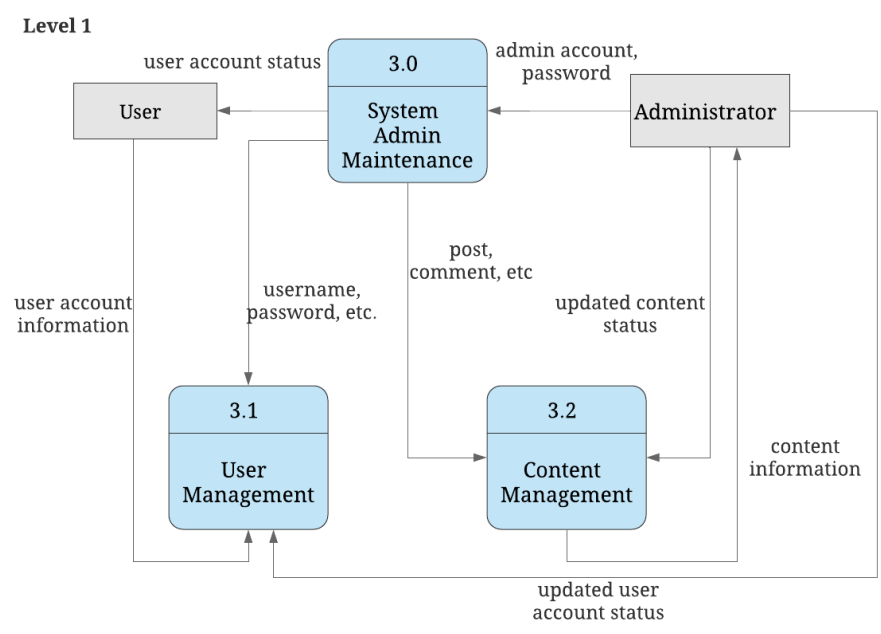 Level 1
user account status
3.0
admin account,
password
User
System
Admin
Maintenance
Administrator
post,
comment, etc
user account
information
username,
password, etc.
updated content
status
3.1
User
Management
3.2
Content
Management
content
information
updated user
account status